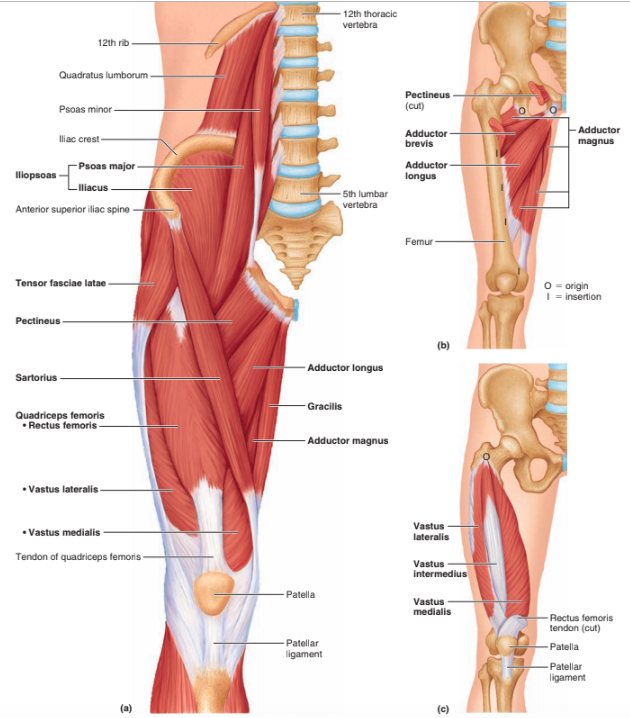 12th thoracic
vertebra
12th rib
Quadratus lumborum
Psoas minor
Iliac crest
Psoas major
Iliopsoas
Iliacus
Anterior superior iliac spine
5th lumbar
vertebra
Tensor fasciae latae
Pectineus
Sartorius
Adductor longus
Quadriceps femoris
• Rectus femoris
Gracilis
Adductor magnus
• Vastus lateralis
• Vastus medialis
Tendon of quadriceps femoris
Patella
Patellar
ligament
(a)
Pectineus
(cut)
O
O
Adductor
brevis
Adductor
magnus
Adductor
longus
I
I
I
Femur
I
O = origin
I = insertion
(b)
O
Vastus
lateralis
Vastus
intermedius
Vastus
medialis
Rectus femoris
tendon (cut)
Patella
Patellar
ligament
(c)